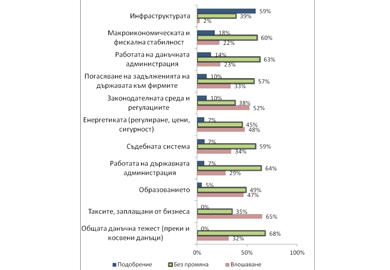 Инфраструктурата
59%
39%
2%
Макроикономическата и
фискална стабилност
18%
60%
22%
Работата на данъчната
администрация
14%
63%
23%
Погасяване на задълженията на
държавата към фирмите
10%
57%
33%
Законодателната среда и
регулациите
10%
38%
52%
Енергетиката (регулиране, цени,
сигурност)
7%
45%
48%
Съдебната система
7%
59%
34%
Работата на държавната
администрация
7%
64%
29%
Образованието
5%
49%
47%
Таксите, заплащани от бизнеса
0%
35%
65%
Общата данъчна тежест (преки и
косвени данъци)
0%
68%
32%
0% 50% 100%
Подобрение Без промяна Влошаване